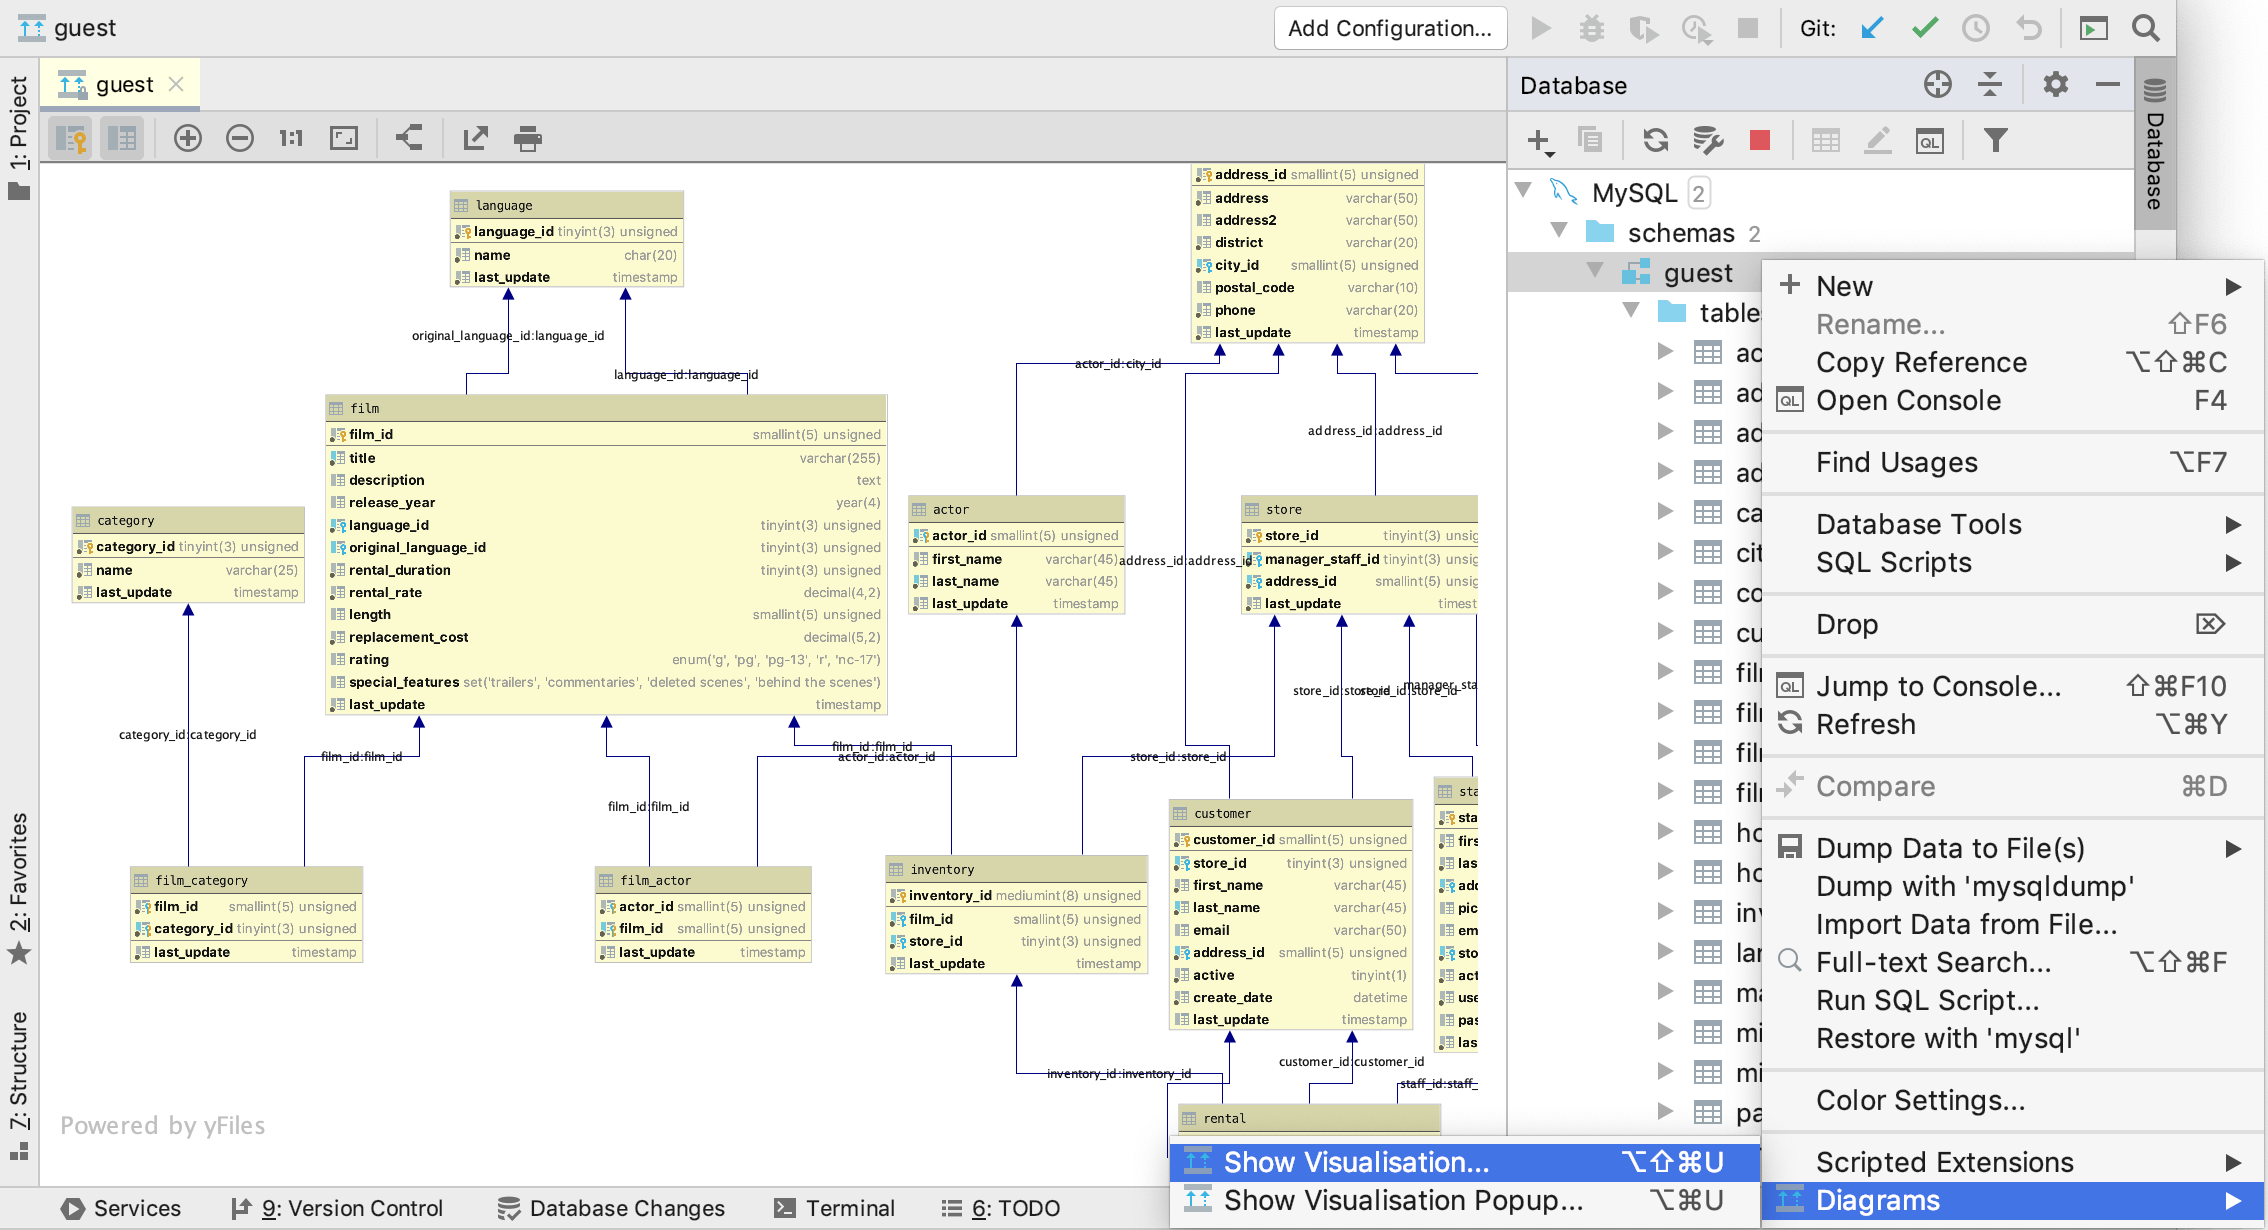 guest
Add Configuration...
Git:
1: Project
guest
Database
1:1
QL
Database
MySQL 2
schemas 2
guest
tables
language
language_id tinyint(3) unsigned
name char(20)
last_update timestamp
address_id smallint(5) unsigned
address varchar(50)
address2 varchar(50)
district varchar(20)
city_id smallint(5) unsigned
postal_code varchar(10)
phone varchar(20)
last_update timestamp
original_language_id:language_id
language_id:language_id
actor_id:city_id
address_id:address_id
address_id:address_id
film
film_id smallint(5) unsigned
title varchar(255)
description text
release_year year(4)
language_id tinyint(3) unsigned
original_language_id tinyint(3) unsigned
rental_duration tinyint(3) unsigned
rental_rate decimal(4,2)
length smallint(5) unsigned
replacement_cost decimal(5,2)
rating enum('g', 'pg', 'pg-13', 'r', 'nc-17')
special_features set('trailers', 'commentaries', 'deleted scenes', 'behind the scenes')
last_update timestamp
category
category_id tinyint(3) unsigned
name varchar(25)
last_update timestamp
actor
actor_id smallint(5) unsigned
first_name varchar(45)
last_name varchar(45)
last_update timestamp
store
store_id tinyint(3) unsig
manager_staff_id tinyint(3) unsig
address_id smallint(5) unsig
last_update timest
store_id:store_id
store_id:store_id
manager_sta
category_id:category_id
film_id:film_id
film_id:film_id
film_id:film_id
actor_id:actor_id
store_id:store_id
film_category
film_id smallint(5) unsigned
category_id tinyint(3) unsigned
last_update timestamp
film_actor
actor_id smallint(5) unsigned
film_id smallint(5) unsigned
last_update timestamp
inventory
inventory_id mediumint(8) unsigned
film_id smallint(5) unsigned
store_id tinyint(3) unsigned
last_update timestamp
customer
customer_id smallint(5) unsigned
store_id tinyint(3) unsigned
first_name varchar(45)
last_name varchar(45)
email varchar(50)
address_id smallint(5) unsigned
active tinyint(1)
create_date datetime
last_update timestamp
sta
sta
firs
las
add
pic
em
sto
act
use
pas
las
inventory_id:inventory_id
customer_id:customer_id
staff_id:staff_
rental
Powered by yFiles
2: Favorites
7: Structure
ac
ad
ad
ad
ca
cit
co
cu
film
film
film
film
ho
ho
inv
lan
ma
mi
mi
pa
New
Rename... ⇧F6
Copy Reference ⌥⇧⌘C
QL Open Console F4
Find Usages ⌥F7
Database Tools
SQL Scripts
Drop
QL Jump to Console... ⇧⌘F10
Refresh ⌥⌘Y
Compare ⌘D
Dump Data to File(s)
Dump with 'mysqldump'
Import Data from File...
Full-text Search... ⌥⇧⌘F
Run SQL Script...
Restore with 'mysql'
Color Settings...
Scripted Extensions
Diagrams
Show Visualisation... ⌥⇧⌘U
Show Visualisation Popup... ⌥⌘U
Services
9: Version Control
Database Changes
Terminal
6: TODO